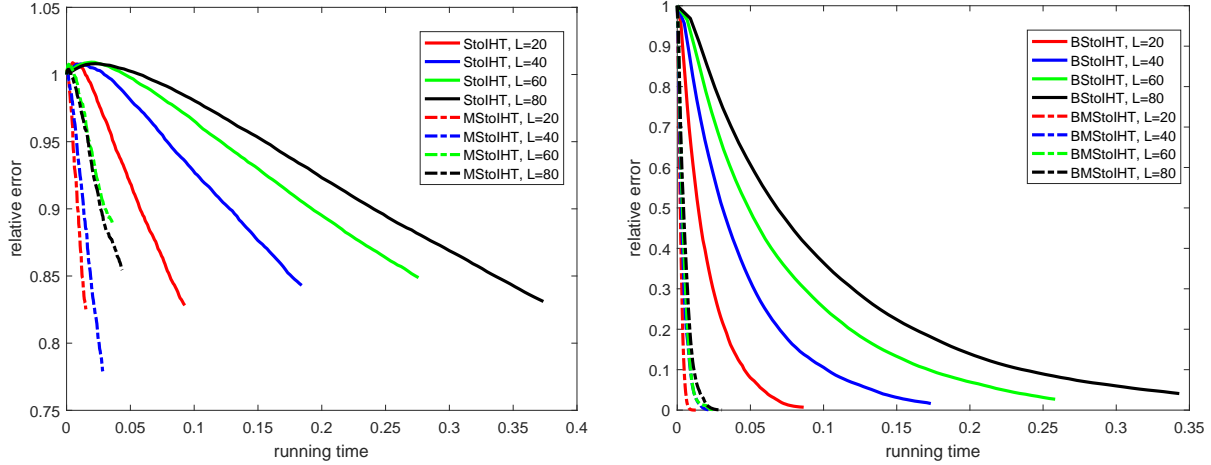 1.05
1
0.95
0.9
0.85
0.8
0.75
relative error
0
0.05
0.1
0.15
0.2
0.25
0.3
0.35
0.4
running time
StoIHT, L=20
StoIHT, L=40
StoIHT, L=60
StoIHT, L=80
MStoIHT, L=20
MStoIHT, L=40
MStoIHT, L=60
MStoIHT, L=80
1
0.9
0.8
0.7
0.6
0.5
0.4
0.3
0.2
0.1
0
relative error
0
0.05
0.1
0.15
0.2
0.25
0.3
0.35
running time
BStoIHT, L=20
BStoIHT, L=40
BStoIHT, L=60
BStoIHT, L=80
BMStoIHT, L=20
BMStoIHT, L=40
BMStoIHT, L=60
BMStoIHT, L=80